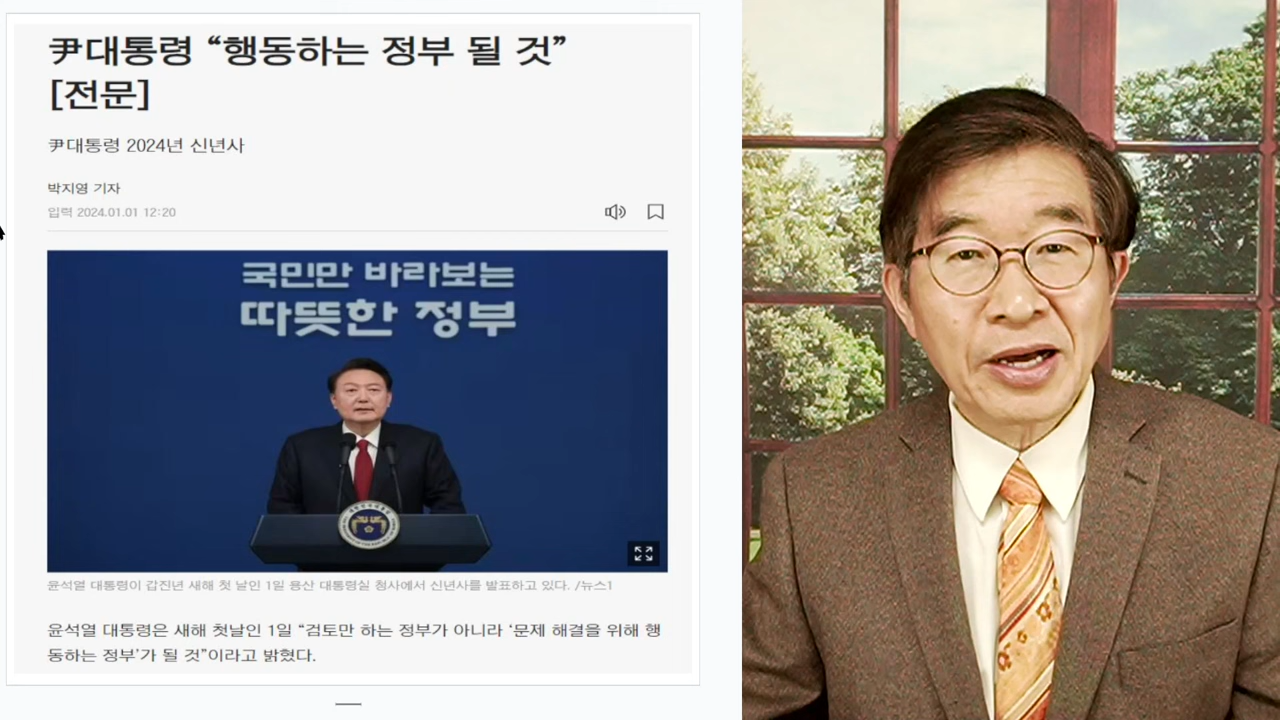 尹대통령 “행동하는 정부 될 것”
[전문]
尹대통령 2024년 신년사
박지영 기자
입력 2024.01.01 12:20
국민만 바라보는
따뜻한 정부
윤석열 대통령이 갑진년 새해 첫 날인 1일 용산 대통령실 청사에서 신년사를 발표하고 있다. /뉴스1
윤석열 대통령은 새해 첫날인 1일 “검토만 하는 정부가 아니라 ‘문제 해결을 위해 행
동하는 정부’가 될 것”이라고 밝혔다.